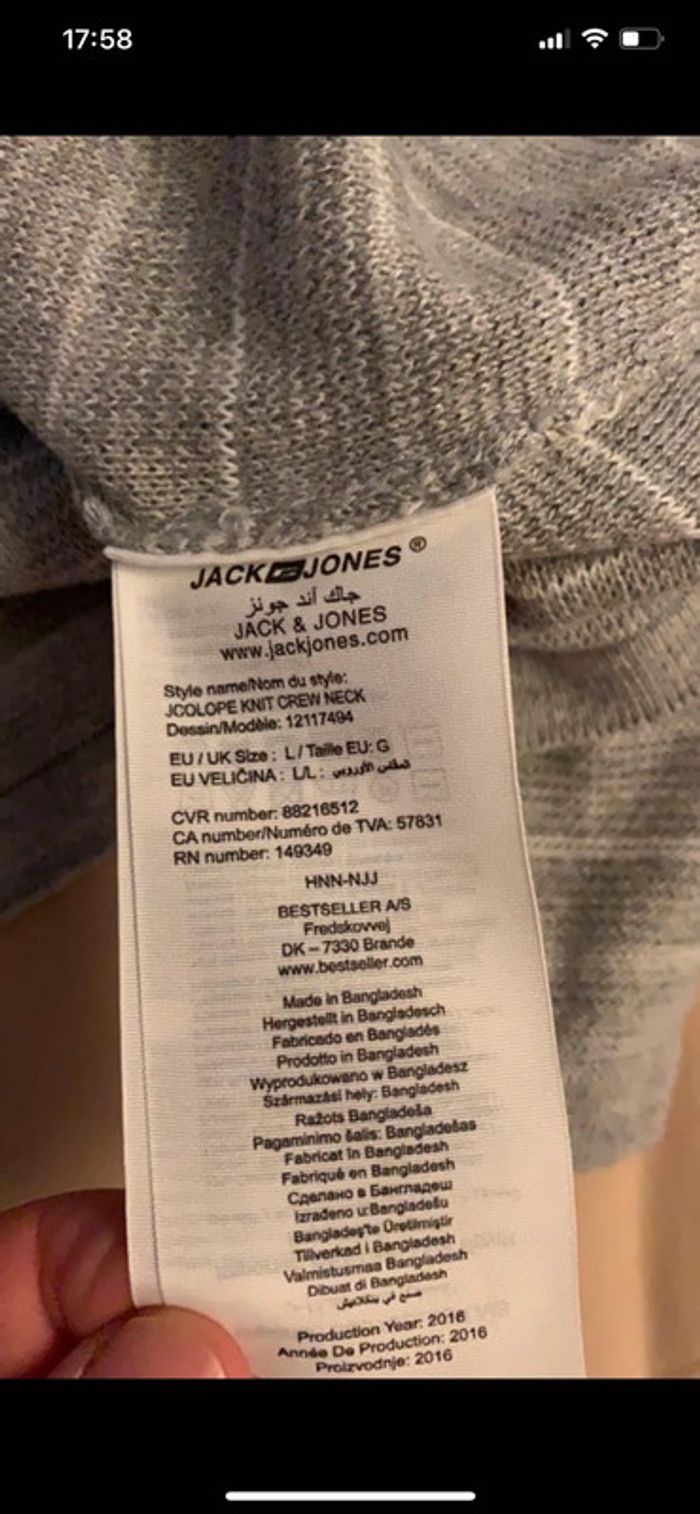 17:58
JACK JONES ®
جاك أند جونز
JACK & JONES
www.jackjones.com
Style name/Nom du style:
JCOLOPE KNIT CREW NECK
Dessin/Modèle: 12117494
EU / UK Size : L / Taille EU: G
EU VELIČINA : L/L : مقاس الأوروبي
CVR number: 88216512
CA number/Numéro de TVA: 57831
RN number: 149349
HNN-NJJ
BESTSELLER A/S
Fredskovvej
DK – 7330 Brande
www.bestseller.com
Made in Bangladesh
Hergestellt in Bangladesch
Fabricado en Bangladés
Prodotto in Bangladesh
Wyprodukowano w Bangladesz
Származási hely: Bangladesh
Ražots Bangladeša
Pagaminimo šalis: Bangladešas
Fabricat în Bangladesh
Fabriqué en Bangladesh
Сделано в Бангладеш
Izrađeno u:Bangladešu
Bangladeş'te Üretilmiştir
Tillverkad i Bangladesh
Valmistusmaa Bangladesh
Dibuat di Bangladesh
صنع في بنكلاديش
Production Year: 2016
Année De Production: 2016
Proizvodnje: 2016